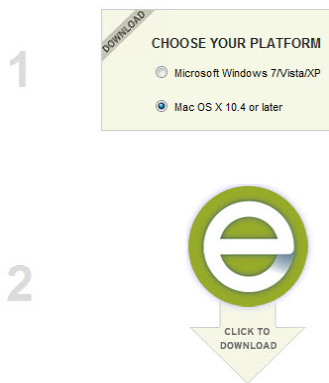 1
DOWNLOAD
CHOOSE YOUR PLATFORM
Microsoft Windows 7/Vista/XP
Mac OS X 10.4 or later
2
e
CLICK TO
DOWNLOAD